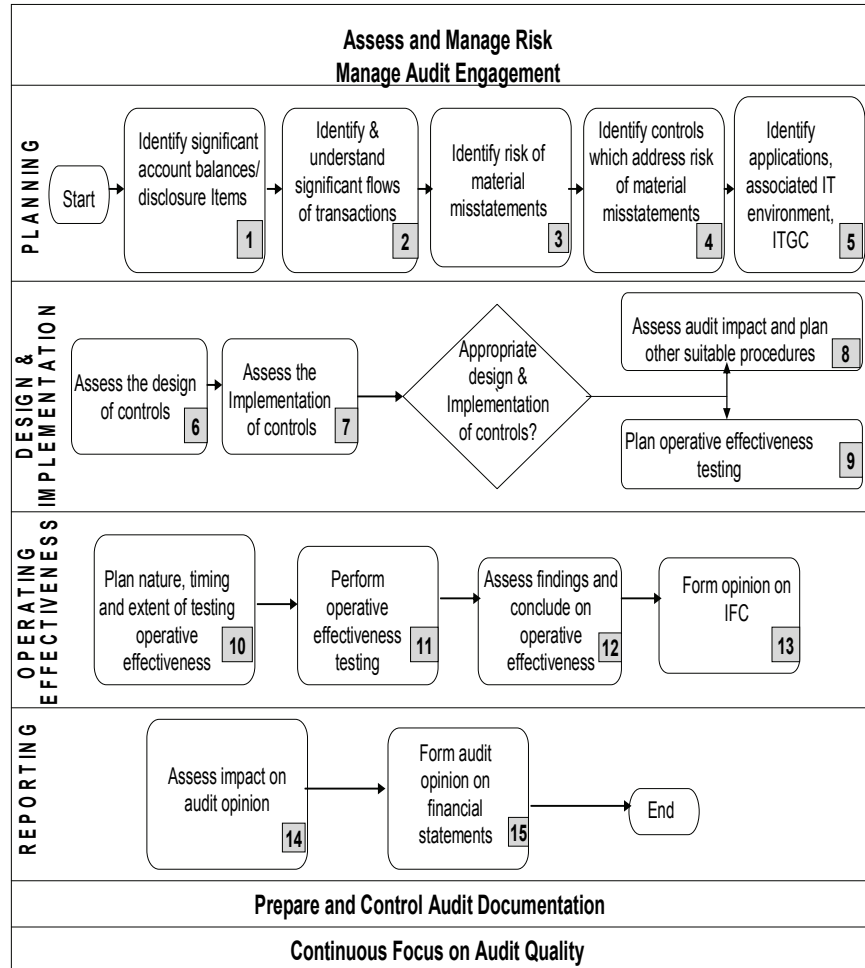 Assess and Manage Risk
Manage Audit Engagement
PLANNING
Start
Identify significant
account balances/
disclosure Items
1
Identify &
understand
significant flows
of transactions
2
Identify risk of
material
misstatements
3
Identify controls
which address risk
of material
misstatements
4
Identify
applications,
associated IT
environment,
ITGC
5
DESIGN &
IMPLEMENTATION
Assess the design
of controls
6
Assess the
Implementation
of controls
7
Appropriate
design &
Implementation
of controls?
Assess audit impact and plan
other suitable procedures
8
Plan operative effectiveness
testing
9
OPERATING
EFFECTIVENESS
Plan nature, timing
and extent of testing
operative
effectiveness
10
Perform
operative
effectiveness
testing
11
Assess findings and
conclude on
operative
effectiveness
12
Form opinion on
IFC
13
REPORTING
Assess impact on
audit opinion
14
Form audit
opinion on
financial
statements
15
End
Prepare and Control Audit Documentation
Continuous Focus on Audit Quality